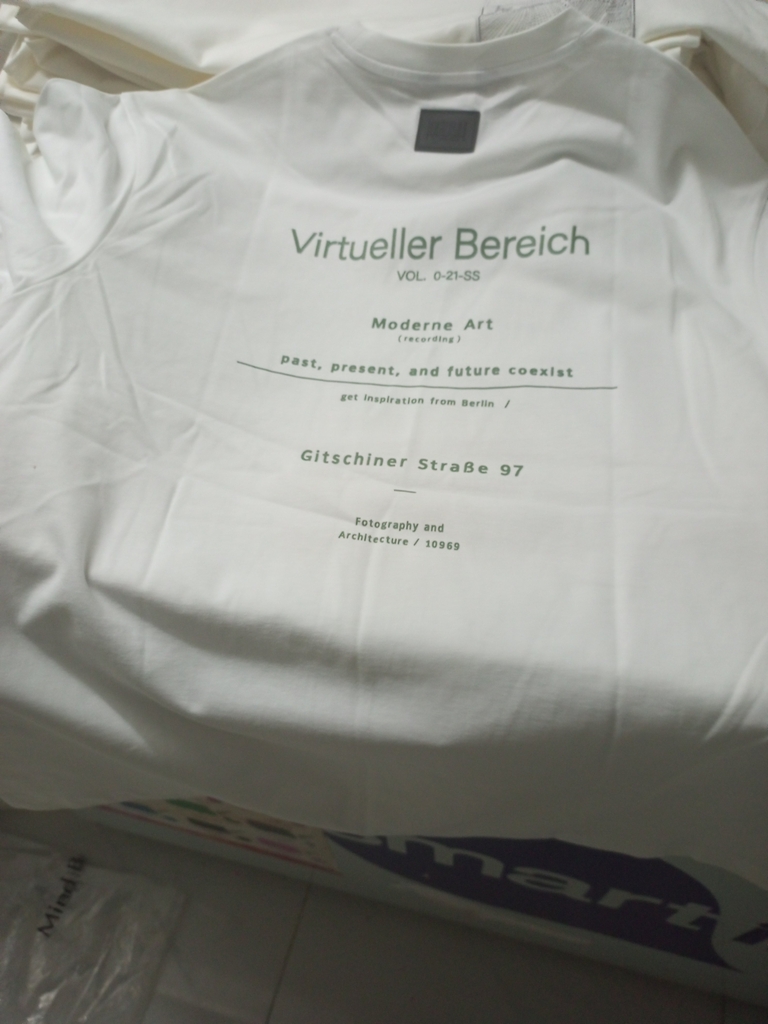 Virtueller Bereich
VOL. 0-21-SS
Moderne Art
(recording)
past, present, and future coexist
get inspiration from Berlin /
Gitschiner Straße 97
Fotography and
Architecture / 10969
smart